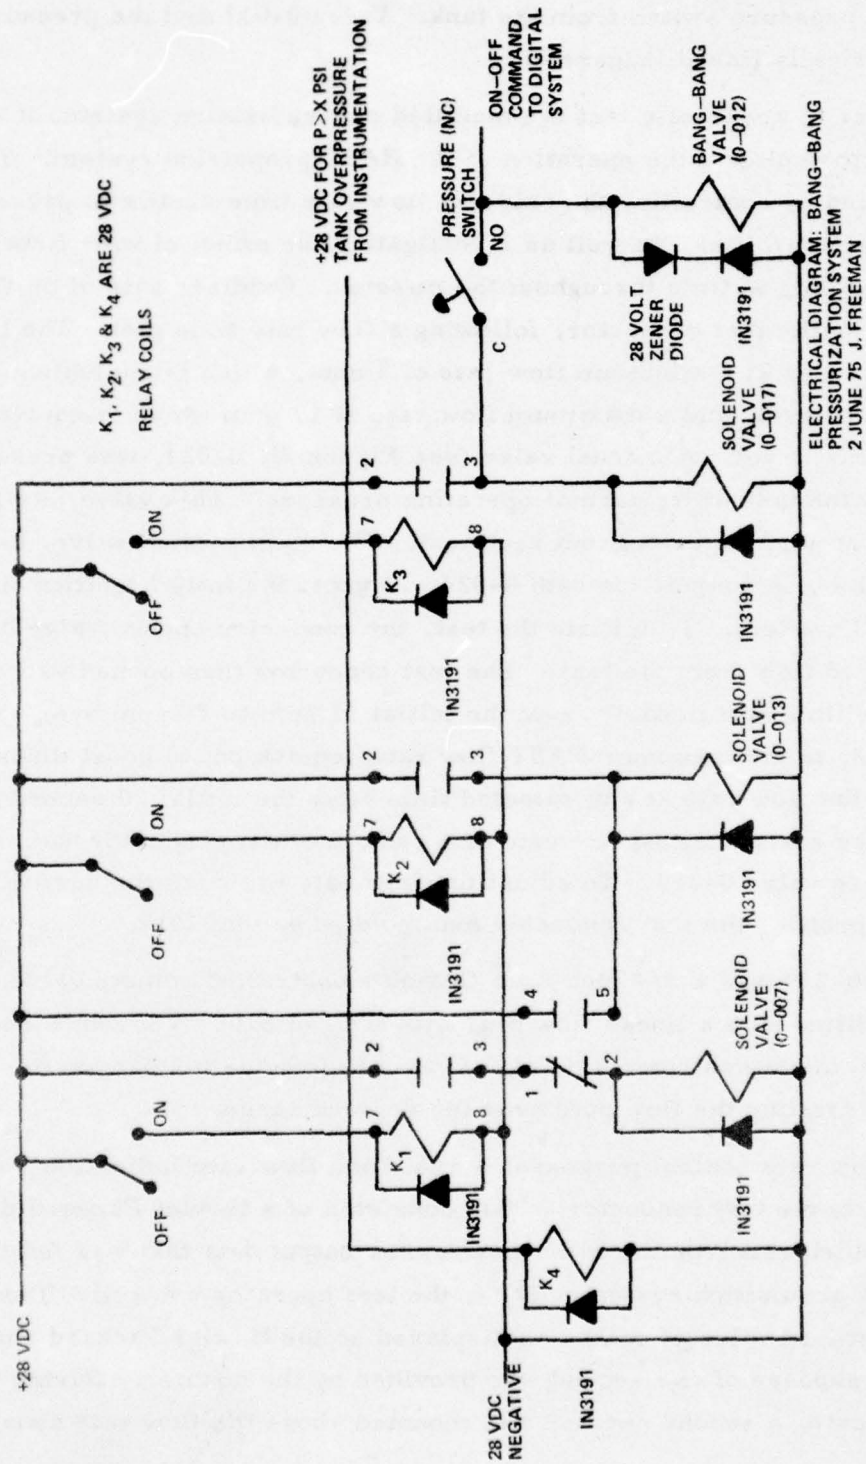 +28 VDC
K1, K2, K3 & K4 ARE 28 VDC
RELAY COILS
OFF
ON
OFF
ON
OFF
ON
+28 VDC FOR P > X PSI
TANK OVERPRESSURE
FROM INSTRUMENTATION
7
K1
8
IN3191
2
3
7
K2
8
IN3191
2
3
7
K3
8
IN3191
2
3
PRESSURE (NC)
SWITCH
C
NO
ON-OFF
COMMAND
TO DIGITAL
SYSTEM
28 VDC
NEGATIVE
K4
IN3191
1
2
4
5
IN3191
SOLENOID
VALVE
(0-007)
IN3191
SOLENOID
VALVE
(0-013)
IN3191
SOLENOID
VALVE
(0-017)
28 VOLT
ZENER
DIODE
IN3191
BANG-BANG
VALVE
(0-012)
ELECTRICAL DIAGRAM: BANG-BANG
PRESSURIZATION SYSTEM
2 JUNE 75 J. FREEMAN